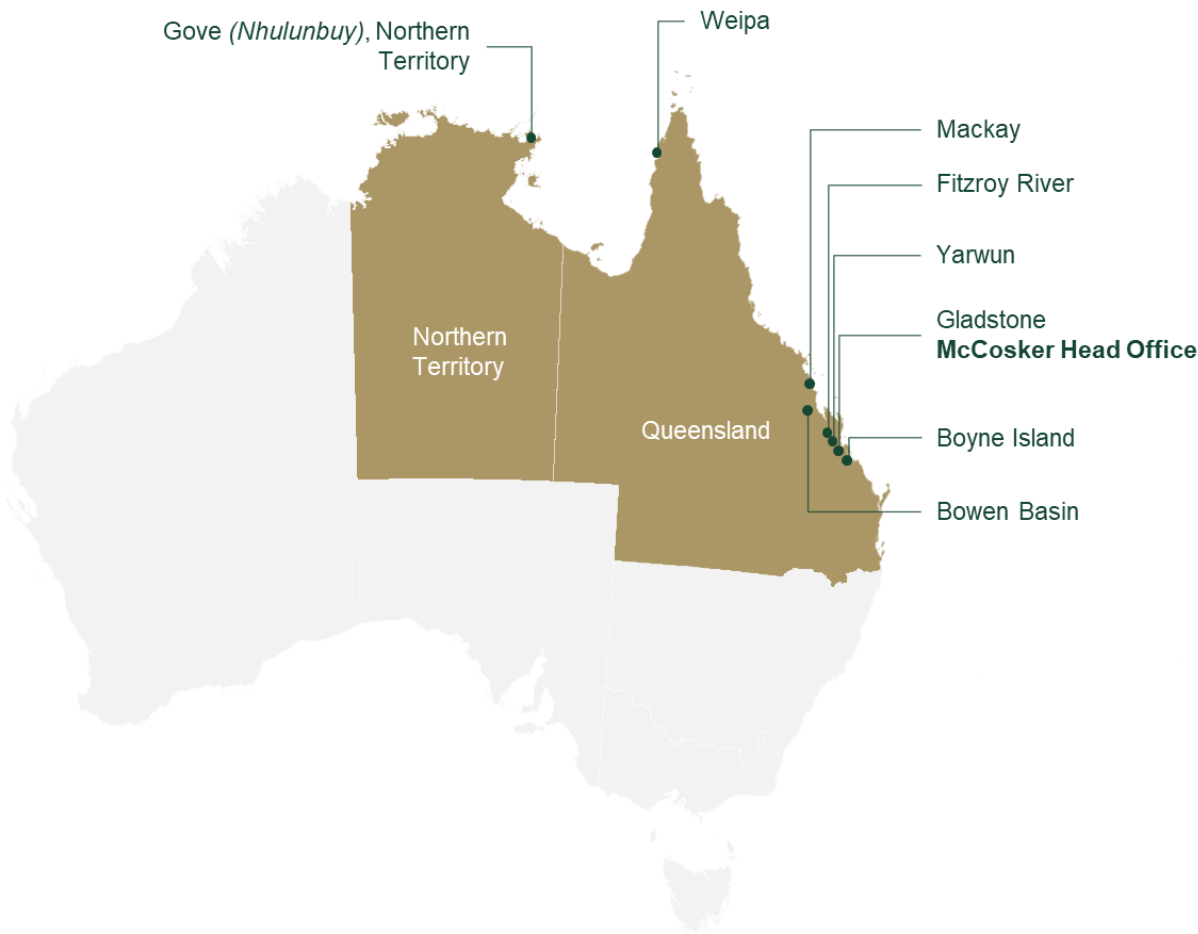 Gove (Nhulunbuy), Northern
Territory
Weipa
Mackay
Fitzroy River
Yarwun
Gladstone
McCosker Head Office
Northern
Territory
Queensland
Boyne Island
Bowen Basin